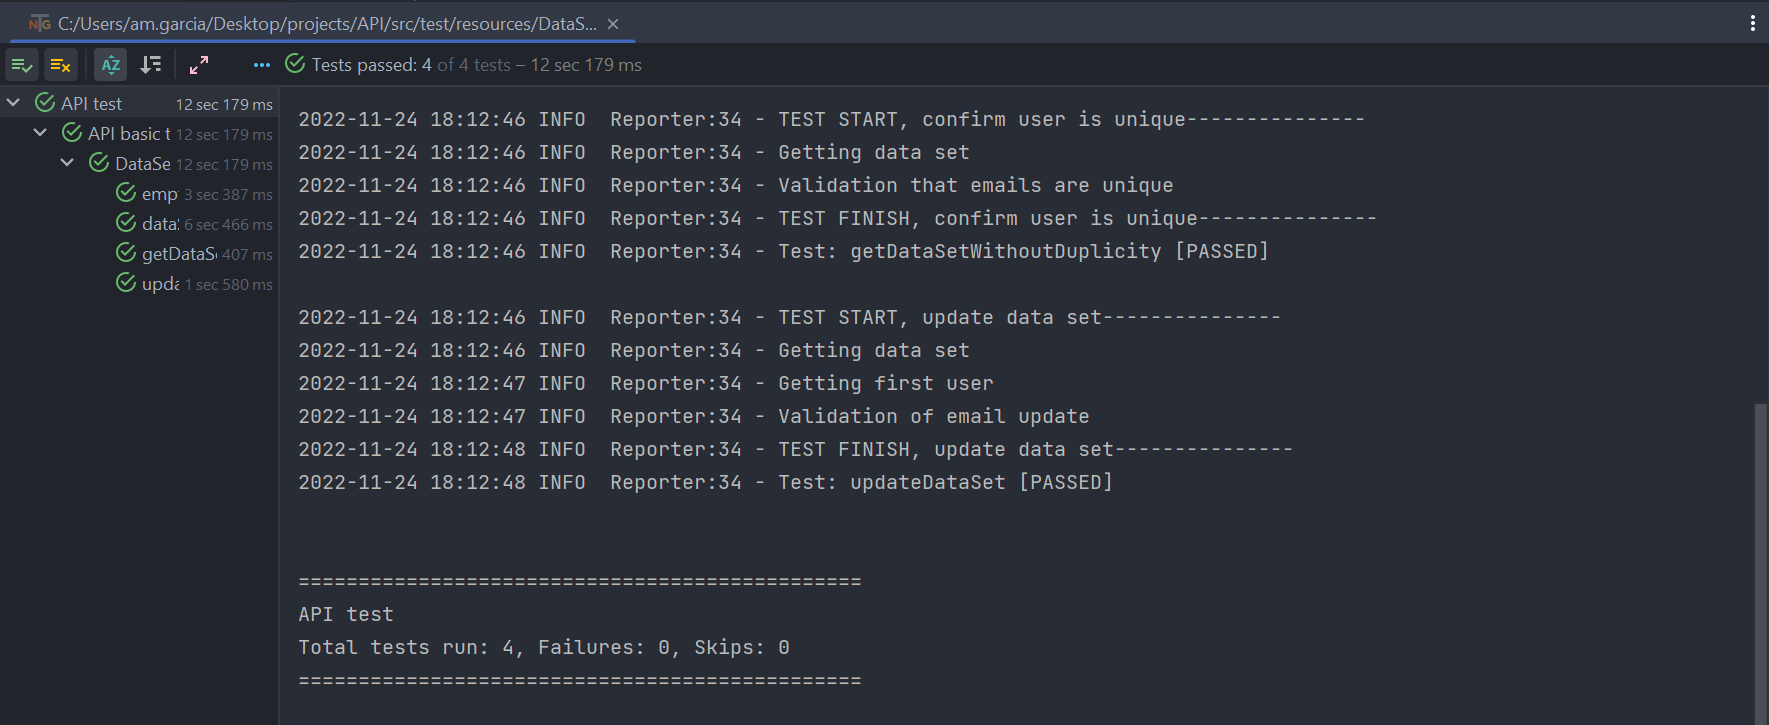 NTG C:/Users/am.garcia/Desktop/projects/API/src/test/resources/DataS...
AZ Tests passed: 4 of 4 tests – 12 sec 179 ms
API test 12 sec 179 ms
API basic t 12 sec 179 ms
DataSe 12 sec 179 ms
emp 3 sec 387 ms
data 6 sec 466 ms
getDataS 407 ms
upda 1 sec 580 ms
2022-11-24 18:12:46 INFO  Reporter:34 - TEST START, confirm user is unique---------------
2022-11-24 18:12:46 INFO  Reporter:34 - Getting data set
2022-11-24 18:12:46 INFO  Reporter:34 - Validation that emails are unique
2022-11-24 18:12:46 INFO  Reporter:34 - TEST FINISH, confirm user is unique---------------
2022-11-24 18:12:46 INFO  Reporter:34 - Test: getDataSetWithoutDuplicity [PASSED]
2022-11-24 18:12:46 INFO  Reporter:34 - TEST START, update data set---------------
2022-11-24 18:12:46 INFO  Reporter:34 - Getting data set
2022-11-24 18:12:47 INFO  Reporter:34 - Getting first user
2022-11-24 18:12:47 INFO  Reporter:34 - Validation of email update
2022-11-24 18:12:48 INFO  Reporter:34 - TEST FINISH, update data set---------------
2022-11-24 18:12:48 INFO  Reporter:34 - Test: updateDataSet [PASSED]
===============================================
API test
Total tests run: 4, Failures: 0, Skips: 0
===============================================